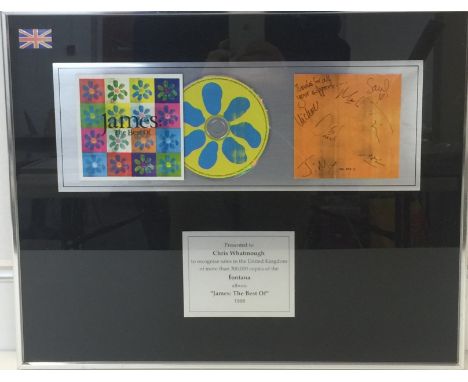 James
The Best Of
Presented to
Chris Whatmough
to recognise sales in the United Kingdom
of more than 300,000 copies of the
fontana
album
"James: The Best Of"
1998